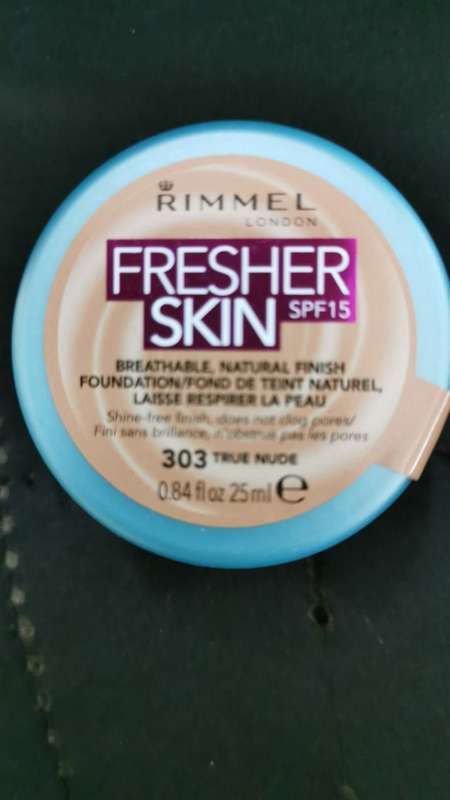 RIMMEL
LONDON
FRESHER
SKIN SPF15
BREATHABLE, NATURAL FINISH
FOUNDATION/FOND DE TEINT NATUREL,
LAISSE RESPIRER LA PEAU
Shine-free finish, does not clog pores/
Fini sans brillance, n'obstrue pas les pores
303 TRUE NUDE
0.84 fl oz 25ml ℮